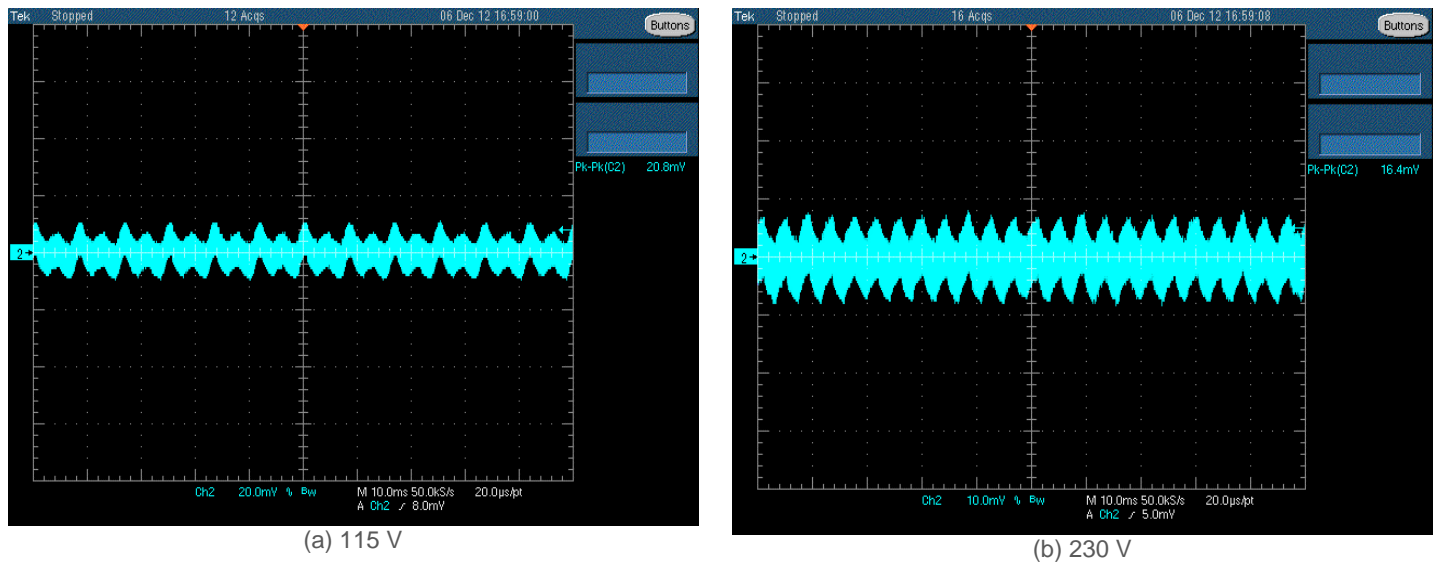 Tek Stopped 12 Acqs 06 Dec 12 16:59:00
Buttons
Pk-Pk(C2) 20.8mV
2
Ch2 20.0mV % Bw M 10.0ms 50.0kS/s 20.0µs/pt
A Ch2 / 8.0mV
(a) 115 V
Tek Stopped 16 Acqs 06 Dec 12 16:59:08
Buttons
Pk-Pk(C2) 16.4mV
2
Ch2 10.0mV % Bw M 10.0ms 50.0kS/s 20.0µs/pt
A Ch2 / 5.0mV
(b) 230 V